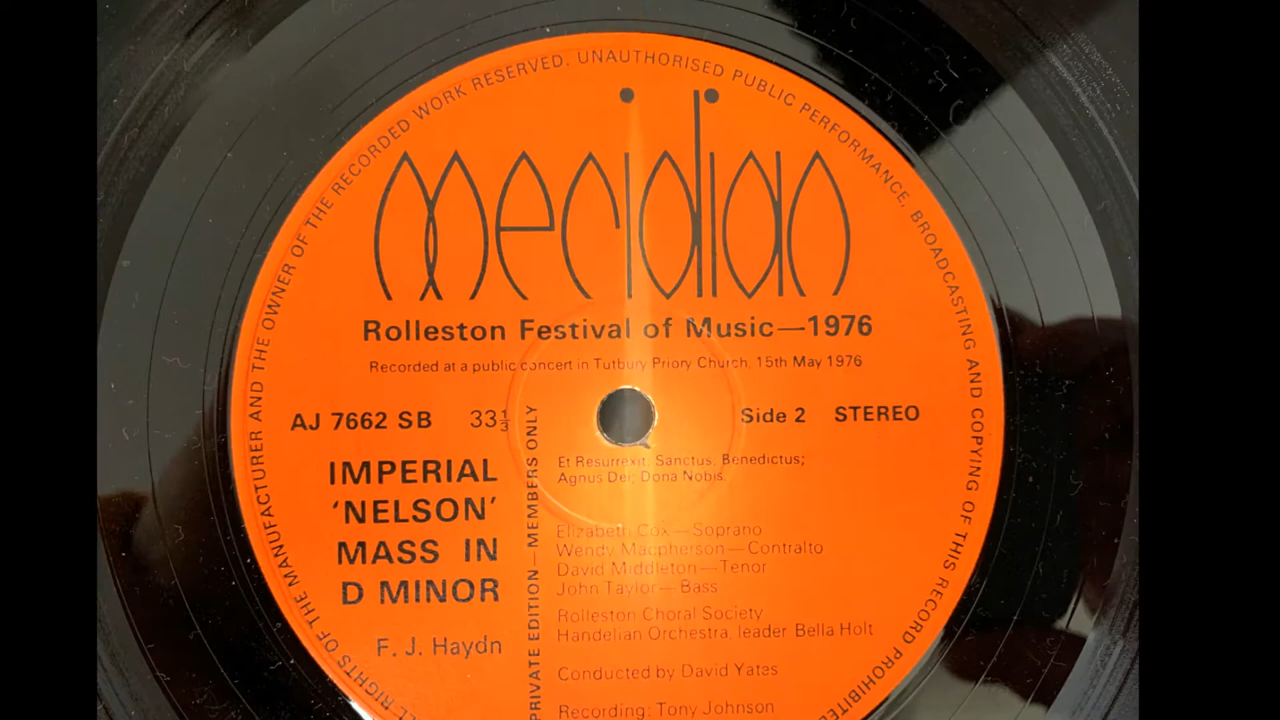 ALL RIGHTS OF THE MANUFACTURER AND THE OWNER OF THE RECORDED WORK RESERVED. UNAUTHORISED PUBLIC PERFORMANCE, BROADCASTING AND COPYING OF THIS RECORD PROHIBITED
meridian
Rolleston Festival of Music—1976
Recorded at a public concert in Tutbury Priory Church, 15th May 1976
AJ 7662 SB 33⅓ Side 2 STEREO
IMPERIAL
‘NELSON’
MASS IN
D MINOR
F. J. Haydn
PRIVATE EDITION—MEMBERS ONLY
Et Resurrexit; Sanctus, Benedictus;
Agnus Dei; Dona Nobis.
Elizabeth Cox—Soprano
Wendy Macpherson—Contralto
David Middleton—Tenor
John Taylor—Bass
Rolleston Choral Society
Handelian Orchestra, leader Bella Holt
Conducted by David Yatas
Recording: Tony Johnson